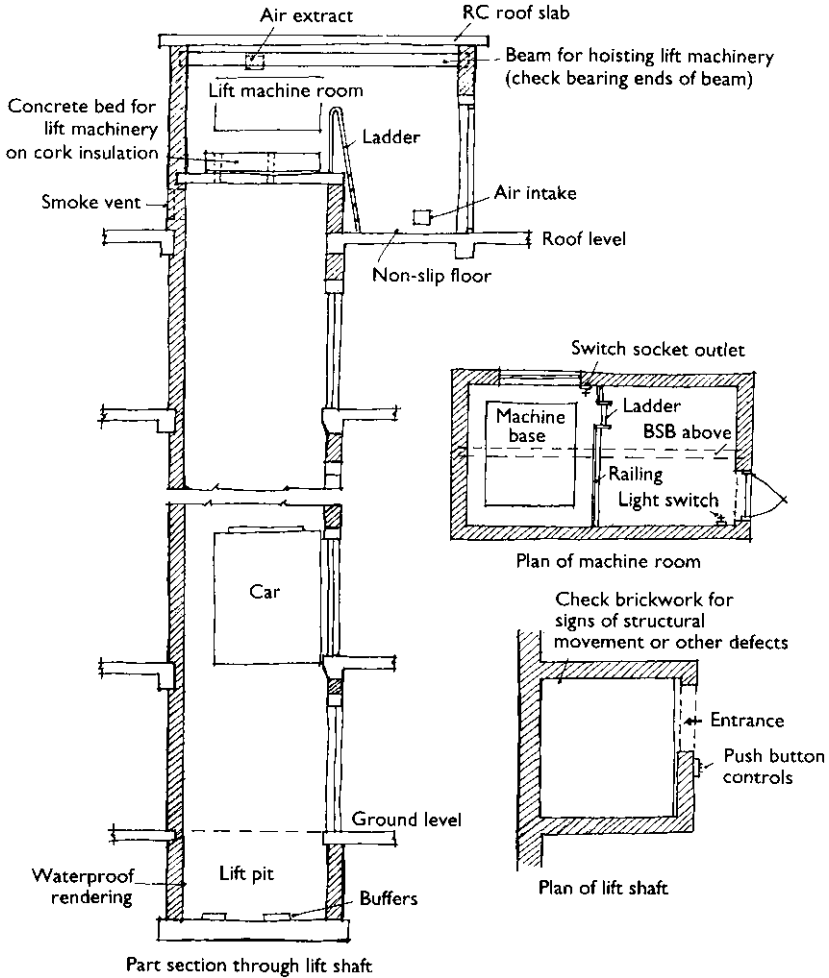 Air extract
RC roof slab
Beam for hoisting lift machinery
(check bearing ends of beam)
Lift machine room
Concrete bed for
lift machinery
on cork insulation
Ladder
Smoke vent
Air intake
Roof level
Non-slip floor
Switch socket outlet
Machine
base
Ladder
BSB above
Railing
Light switch
Plan of machine room
Car
Check brickwork for
signs of structural
movement or other defects
Entrance
Push button
controls
Ground level
Waterproof
rendering
Lift pit
Buffers
Plan of lift shaft
Part section through lift shaft